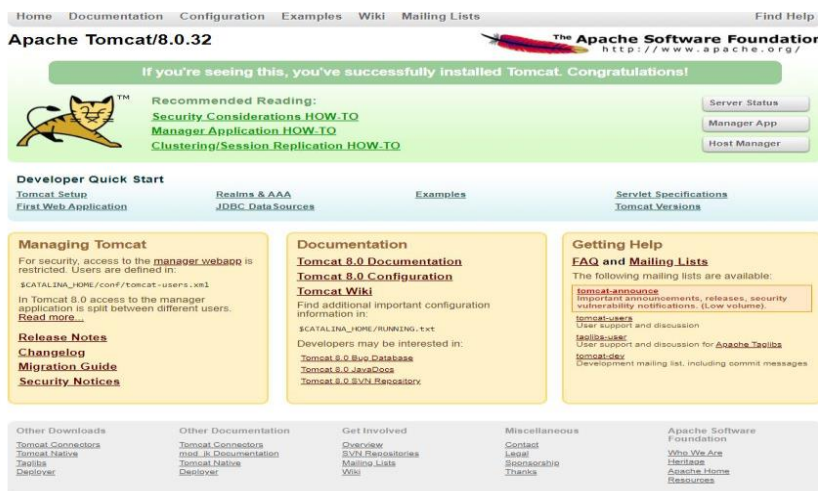 Home Documentation Configuration Examples Wiki Mailing Lists Find Help
Apache Tomcat/8.0.32
The Apache Software Foundation
http://www.apache.org/
If you're seeing this, you've successfully installed Tomcat. Congratulations!
TM
Recommended Reading:
Security Considerations HOW-TO
Manager Application HOW-TO
Clustering/Session Replication HOW-TO
Server Status
Manager App
Host Manager
Developer Quick Start
Tomcat Setup
First Web Application
Realms & AAA
JDBC DataSources
Examples
Servlet Specifications
Tomcat Versions
Managing Tomcat
For security, access to the manager webapp is
restricted. Users are defined in:
$CATALINA_HOME/conf/tomcat-users.xml
In Tomcat 8.0 access to the manager
application is split between different users.
Read more...
Release Notes
Changelog
Migration Guide
Security Notices
Documentation
Tomcat 8.0 Documentation
Tomcat 8.0 Configuration
Tomcat Wiki
Find additional important configuration
information in:
$CATALINA_HOME/RUNNING.txt
Developers may be interested in:
Tomcat 8.0 Bug Database
Tomcat 8.0 JavaDocs
Tomcat 8.0 SVN Repository
Getting Help
FAQ and Mailing Lists
The following mailing lists are available:
tomcat-announce
Important announcements, releases, security
vulnerability notifications. (Low volume).
tomcat-users
User support and discussion
taglibs-user
User support and discussion for Apache Taglibs
tomcat-dev
Development mailing list, including commit messages
Other Downloads
Tomcat Connectors
Tomcat Native
Taglibs
Deployer
Other Documentation
Tomcat Connectors
mod_jk Documentation
Tomcat Native
Deployer
Get Involved
Overview
SVN Repositories
Mailing Lists
Wiki
Miscellaneous
Contact
Legal
Sponsorship
Thanks
Apache Software
Foundation
Who We Are
Heritage
Apache Home
Resources